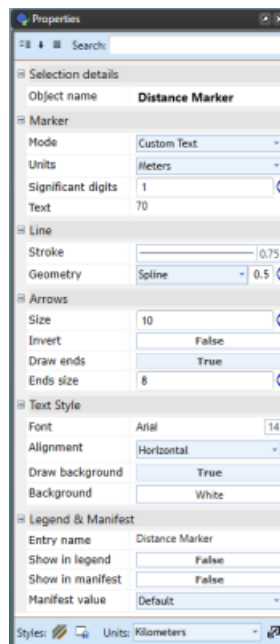 Properties
Search:
Selection details
Object name Distance Marker
Marker
Mode Custom Text
Units Meters
Significant digits 1
Text 70
Line
Stroke 0.75
Geometry Spline 0.5
Arrows
Size 10
Invert False
Draw ends True
Ends size 8
Text Style
Font Arial 14
Alignment Horizontal
Draw background True
Background White
Legend & Manifest
Entry name Distance Marker
Show in legend False
Show in manifest False
Manifest value Default
Styles: Units: Kilometers